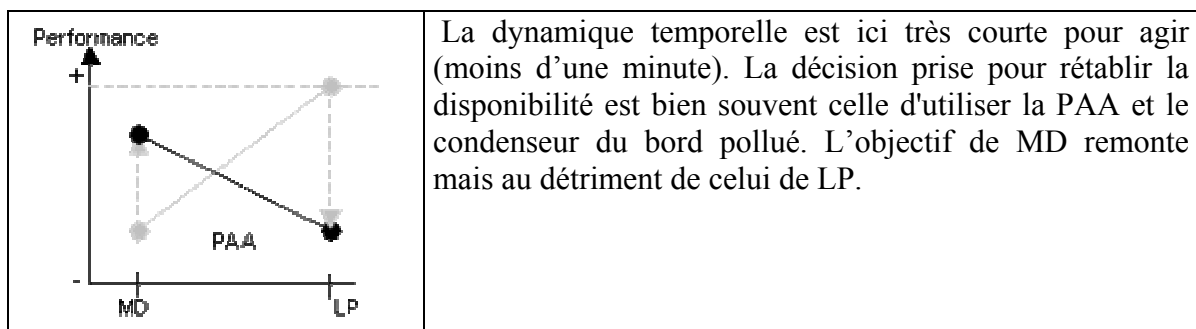 Performance
+
PAA
-
MD
LP
La dynamique temporelle est ici très courte pour agir
(moins d’une minute). La décision prise pour rétablir la
disponibilité est bien souvent celle d'utiliser la PAA et le
condenseur du bord pollué. L’objectif de MD remonte
mais au détriment de celui de LP.